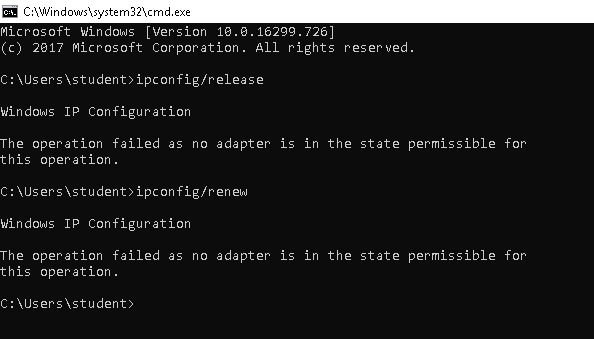 C:\Windows\system32\cmd.exe
Microsoft Windows [Version 10.0.16299.726]
(c) 2017 Microsoft Corporation. All rights reserved.
C:\Users\student>ipconfig/release
Windows IP Configuration
The operation failed as no adapter is in the state permissible for
this operation.
C:\Users\student>ipconfig/renew
Windows IP Configuration
The operation failed as no adapter is in the state permissible for
this operation.
C:\Users\student>